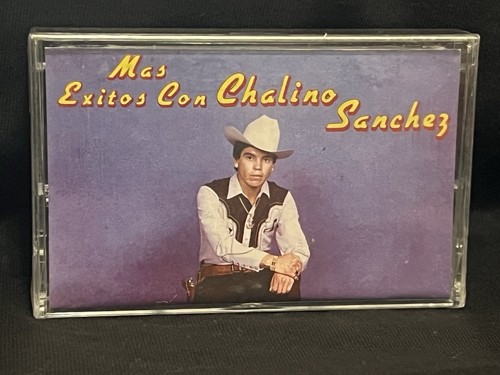 Mas
Exitos Con Chalino
Sanchez